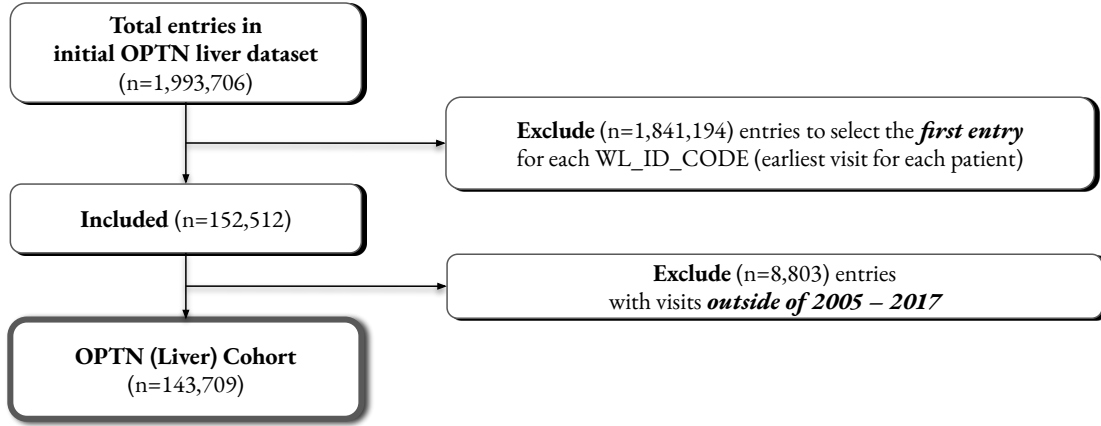 Total entries in
initial OPTN liver dataset
(n=1,993,706)
Exclude (n=1,841,194) entries to select the first entry
for each WL_ID_CODE (earliest visit for each patient)
Included (n=152,512)
Exclude (n=8,803) entries
with visits outside of 2005 – 2017
OPTN (Liver) Cohort
(n=143,709)